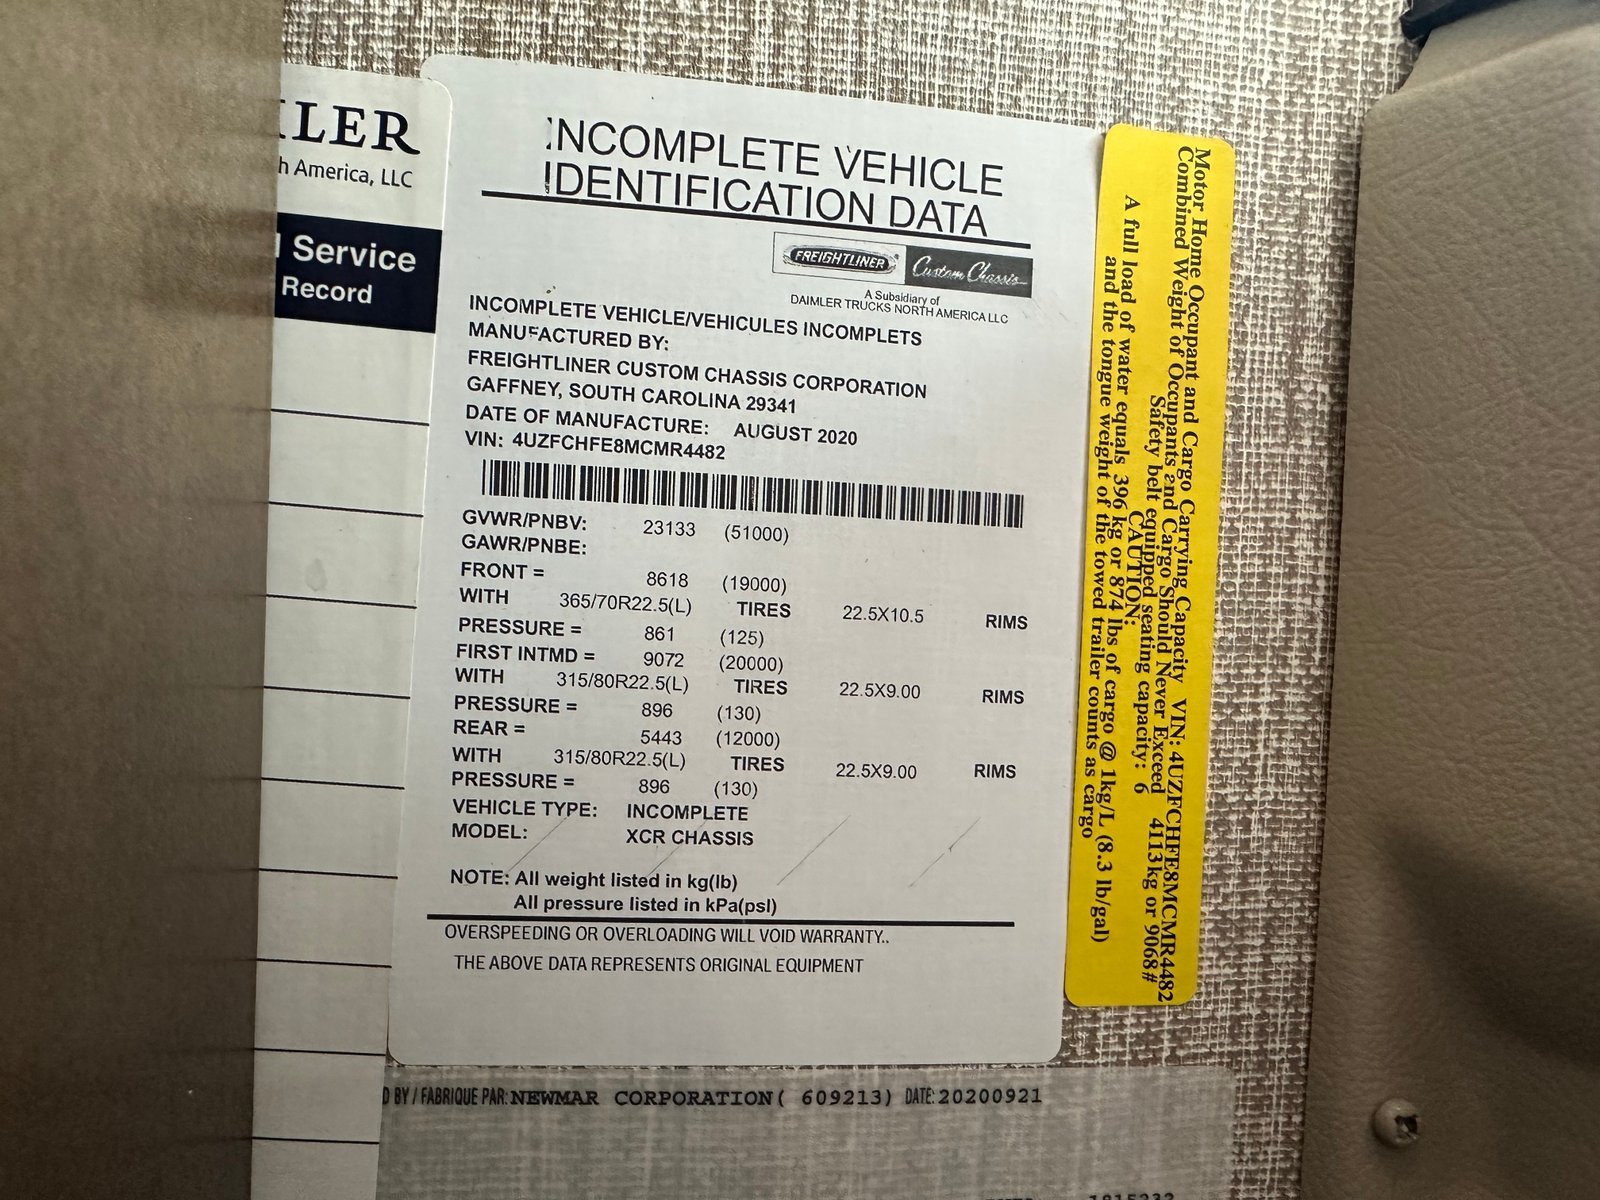 LER
h America, LLC
Service
Record
INCOMPLETE VEHICLE
IDENTIFICATION DATA
FREIGHTLINER Custom Chassis
A Subsidiary of
DAIMLER TRUCKS NORTH AMERICA LLC
INCOMPLETE VEHICLE/VEHICULES INCOMPLETS
MANUFACTURED BY:
FREIGHTLINER CUSTOM CHASSIS CORPORATION
GAFFNEY, SOUTH CAROLINA 29341
DATE OF MANUFACTURE: AUGUST 2020
VIN: 4UZFCHFE8MCMR4482
GVWR/PNBV: 23133 (51000)
GAWR/PNBE:
FRONT = 8618 (19000)
WITH 365/70R22.5(L) TIRES 22.5X10.5 RIMS
PRESSURE = 861 (125)
FIRST INTMD = 9072 (20000)
WITH 315/80R22.5(L) TIRES 22.5X9.00 RIMS
PRESSURE = 896 (130)
REAR = 5443 (12000)
WITH 315/80R22.5(L) TIRES 22.5X9.00 RIMS
PRESSURE = 896 (130)
VEHICLE TYPE: INCOMPLETE
MODEL: XCR CHASSIS
NOTE: All weight listed in kg(lb)
All pressure listed in kPa(psl)
OVERSPEEDING OR OVERLOADING WILL VOID WARRANTY..
THE ABOVE DATA REPRESENTS ORIGINAL EQUIPMENT
Motor Home Occupant and Cargo Carrying Capacity VIN: 4UZFCHFE8MCMR4482
Combined Weight of Occupants and Cargo Should Never Exceed 4113kg or 9068#
Safety belt equipped seating capacity: 6
CAUTION:
A full load of water equals 396 kg or 874 lbs of cargo @ 1kg/L (8.3 lb/gal)
and the tongue weight of the towed trailer counts as cargo
D BY / FABRIQUE PAR: NEWMAR CORPORATION( 609213) DATE: 20200921